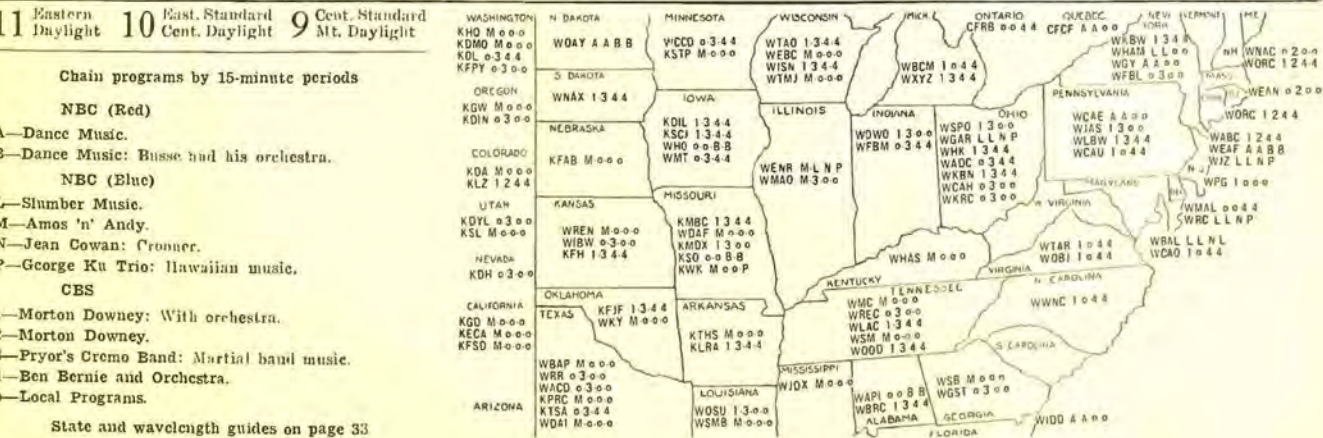 11 Eastern Daylight 10 East. Standard Cent. Daylight 9 Cent. Standard Mt. Daylight
Chain programs by 15-minute periods
NBC (Red)
A—Dance Music.
B—Dance Music: Busse and his orchestra.
NBC (Blue)
L—Slumber Music.
M—Amos 'n' Andy.
N—Jean Cowan: Crooner.
P—George Ku Trio: Hawaiian music.
CBS
—Morton Downey: With orchestra.
—Morton Downey.
—Pryor's Cremo Band: Martial band music.
—Ben Bernie and Orchestra.
—Local Programs.
State and wavelength guides on page 33
WASHINGTON
KHQ M o o o
KDMO M o o o
KOL o 3 4 4
KFPY o 3 0 0
OREGON
KGW M o o o
KDIN o 3 o o
COLORADO
KOA M o o o
KLZ 1 2 4 4
UTAH
KDYL o 3 o o
KSL M o o o
NEVADA
KDH o 3 o o
CALIFORNIA
KGO M o o o
KECA M o o o
KFSD M o o o
ARIZONA
N DAKOTA
WDAY A A B B
S. DAKOTA
WNAX 1 3 4 4
NEBRASKA
KFAB M o o o
KANSAS
WREN M o o o
WIBW o 3 o o
KFH 1 3 4 4
OKLAHOMA
KFJF 1 3 4 4
WKY M o o o
TEXAS
WBAP M o o o
WRR o 3 o o
WACO o 3 o o
KPRC M o o o
KTSA o 3 4 4
WOAI M o o o
MINNESOTA
WCCO o 3 4 4
KSTP M o o o
IOWA
KOIL 1 3 4 4
KSCJ 1 3 4 4
WHO o o B B
WMT o 3 4 4
MISSOURI
KMBC 1 3 4 4
WDAF M o o o
KMOX 1 3 o o
KSO o o B B
KWK M o o P
ARKANSAS
KTHS M o o o
KLRA 1 3 4 4
LOUISIANA
WDSU 1 3 o o
WSMB M o o o
WISCONSIN
WTAQ 1 3 4 4
WEBC M o o o
WISN 1 3 4 4
WTMJ M o o o
ILLINOIS
WENR M L N P
WMAQ M 3 o o
MICH.
WBCM 1 o 4 4
WXYZ 1 3 4 4
INDIANA
WOWO 1 3 o o
WFBM o 3 4 4
OHIO
WSPD 1 3 o o
WGAR L L N P
WHK 1 3 4 4
WADC o 3 4 4
WKBN 1 3 4 4
WCAH o 3 o o
WKRC o 3 o o
KENTUCKY
WHAS M o o o
TENNESSEE
WMC M o o o
WREC o 3 o o
WLAC 1 3 4 4
WSM M o o o
WDOD 1 3 4 4
MISSISSIPPI
WJDX M o o o
ALABAMA
WAPI o o B B
WBRC 1 3 4 4
GEORGIA
WSB M o o o
WGST o 3 o o
FLORIDA
WIOD A A o o
ONTARIO
CFRB o o 4 4
QUEBEC
CFCF A A o o
NEW YORK
WKBW 1 3 4 4
WHAM L L o o
WGY A A o o
WFBL o 3 o o
VERMONT
ME
NH
WNAC o 2 o o
WORC 1 2 4 4
MASS
WEAN o 2 o o
WDRC 1 2 4 4
WABC 1 2 4 4
WEAF A A B B
WJZ L L N P
PENNSYLVANIA
WCAE A A o o
WJAS 1 3 o o
WLBW 1 3 4 4
WCAU 1 o 4 4
N J
WPG 1 o o o
MARYLAND
WMAL o o 4 4
WRC L L N P
WBAL L L N L
WCAO 1 o 4 4
W. VIRGINIA
VIRGINIA
WTAR 1 o 4 4
WDBJ 1 o 4 4
N CAROLINA
WWNC 1 o 4 4
S CAROLINA